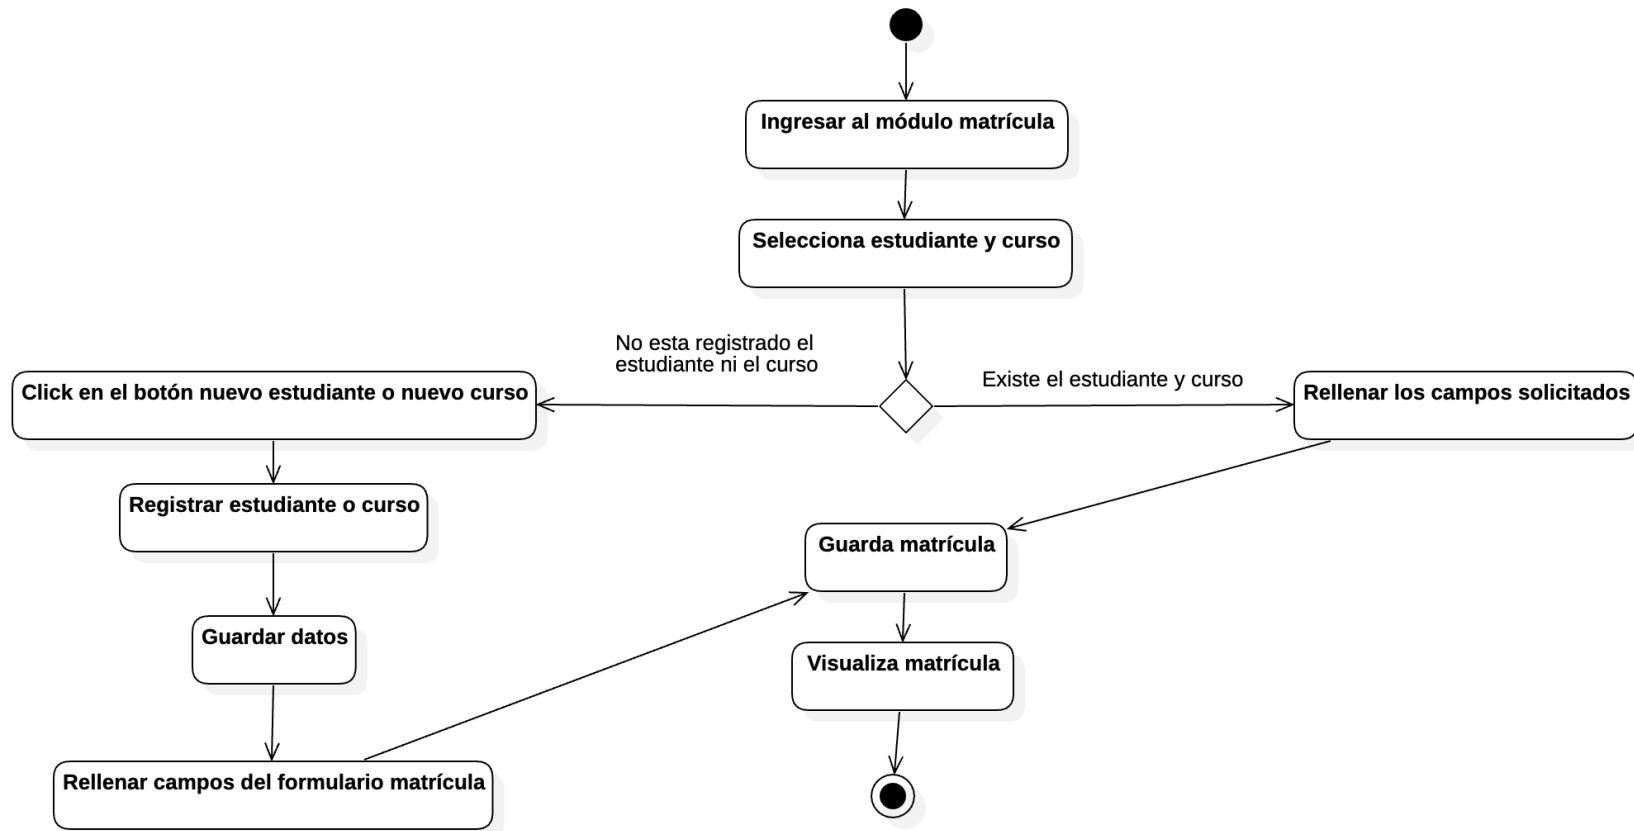 Ingresar al módulo matrícula
Selecciona estudiante y curso
No esta registrado el
estudiante ni el curso
Existe el estudiante y curso
Click en el botón nuevo estudiante o nuevo curso
Rellenar los campos solicitados
Registrar estudiante o curso
Guarda matrícula
Guardar datos
Visualiza matrícula
Rellenar campos del formulario matrícula